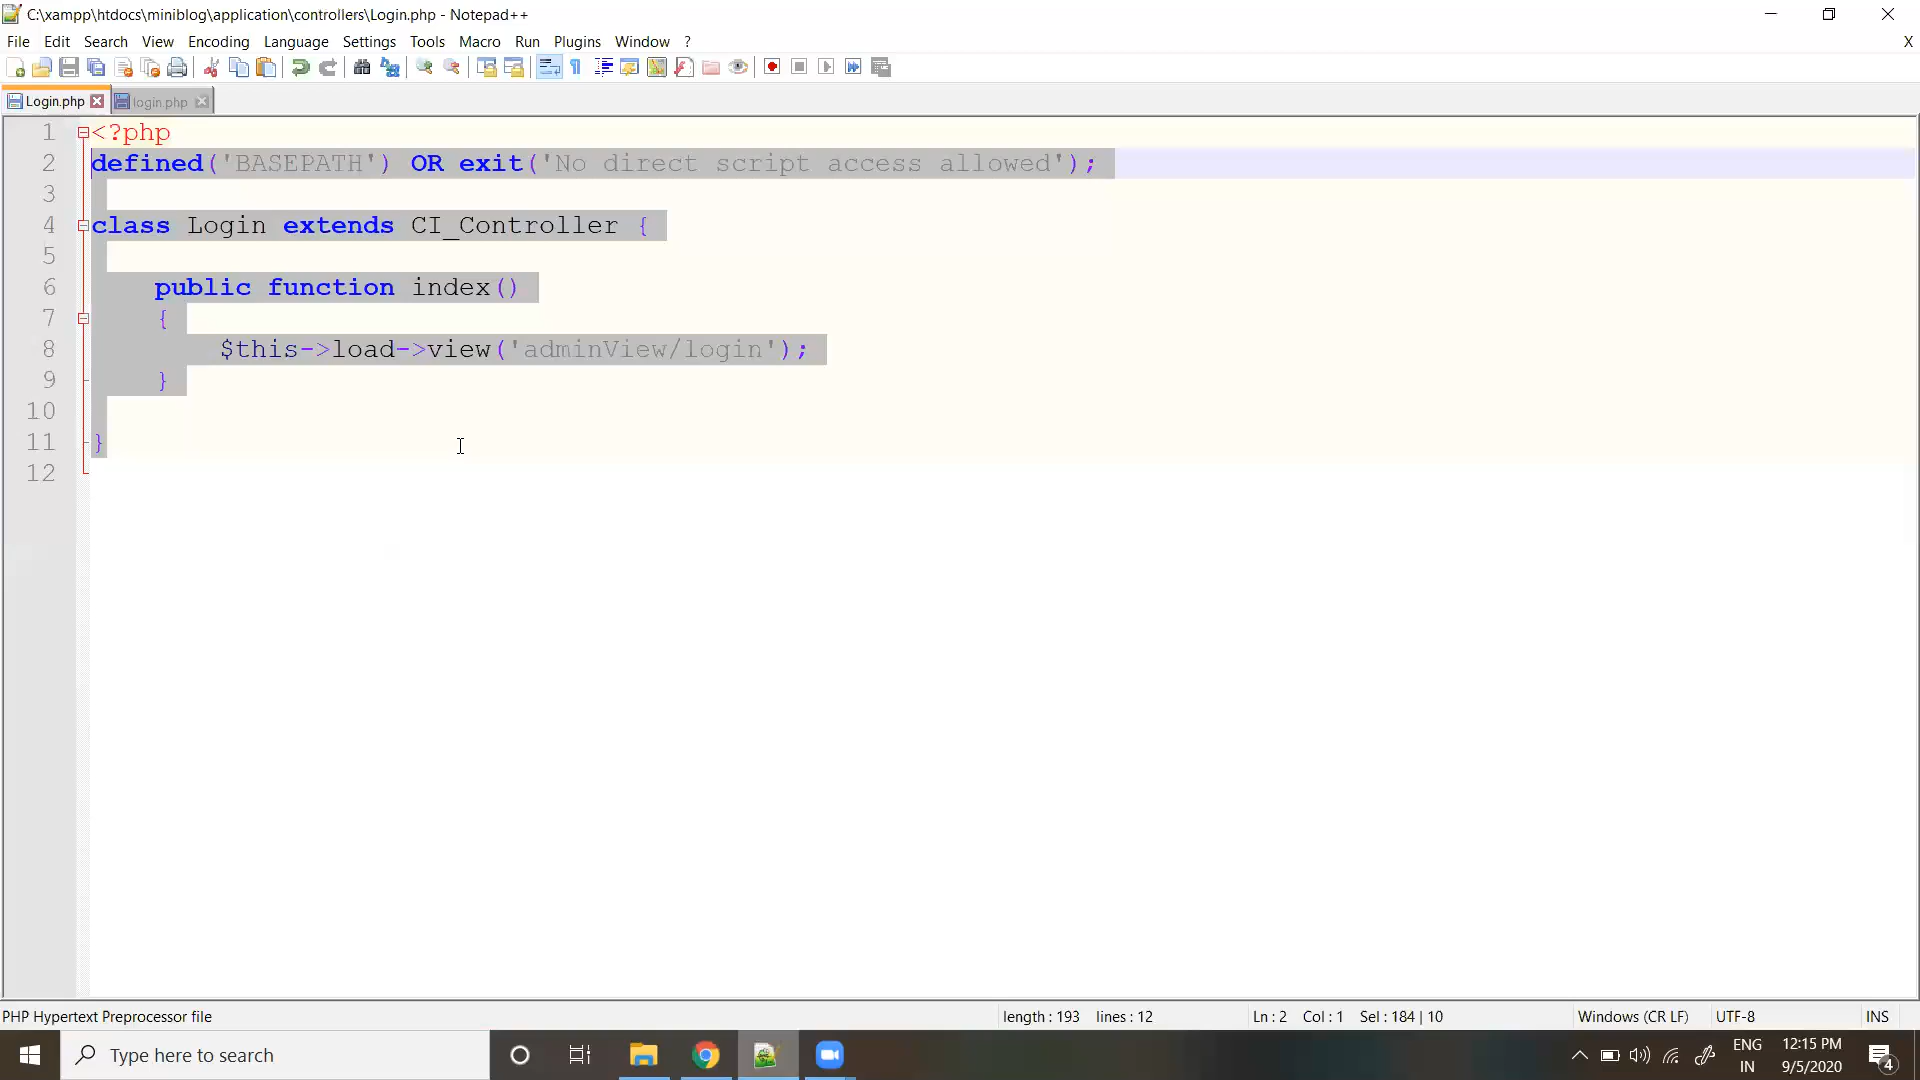 C:\xampp\htdocs\miniblog\application\controllers\Login.php - Notepad++
File Edit Search View Encoding Language Settings Tools Macro Run Plugins Window ? X
Login.php login.php
1 <?php
2 defined('BASEPATH') OR exit('No direct script access allowed');
3
4 class Login extends CI_Controller {
5
6 public function index()
7 {
8 $this->load->view('adminView/login');
9 }
10
11 }
12
PHP Hypertext Preprocessor file length : 193 lines : 12 Ln : 2 Col : 1 Sel : 184 | 10 Windows (CR LF) UTF-8 INS
Type here to search ENG 12:15 PM
IN 9/5/2020 4